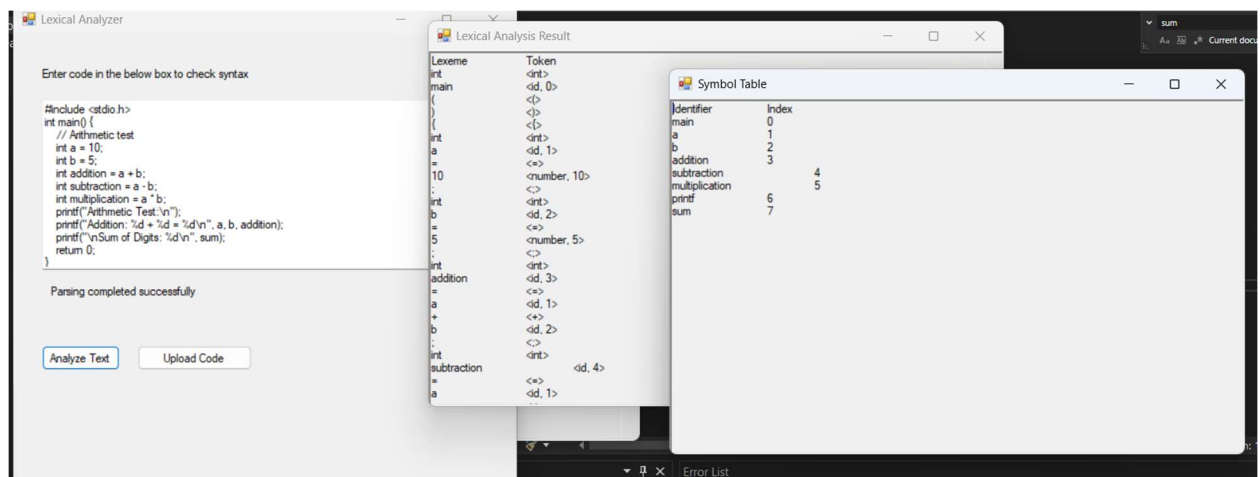 Lexical Analyzer
Enter code in the below box to check syntax
#include <stdio.h>
int main() {
// Arithmetic test
int a = 10;
int b = 5;
int addition = a + b;
int subtraction = a - b;
int multiplication = a * b;
printf("Arithmetic Test:\n");
printf("Addition: %d + %d = %d\n", a, b, addition);
printf("\nSum of Digits: %d\n", sum);
return 0;
}
Parsing completed successfully
Analyze Text Upload Code
Lexical Analysis Result
Lexeme Token
int <int>
main <id, 0>
( <(>
) <)>
{ <{>
int <int>
a <id, 1>
= <=>
10 <number, 10>
; <;>
int <int>
b <id, 2>
= <=>
5 <number, 5>
; <;>
int <int>
addition <id, 3>
= <=>
a <id, 1>
+ <+>
b <id, 2>
; <;>
int <int>
subtraction <id, 4>
= <=>
a <id, 1>
Symbol Table
Identifier Index
main 0
a 1
b 2
addition 3
subtraction 4
multiplication 5
printf 6
sum 7
sum
Current docu
Error List